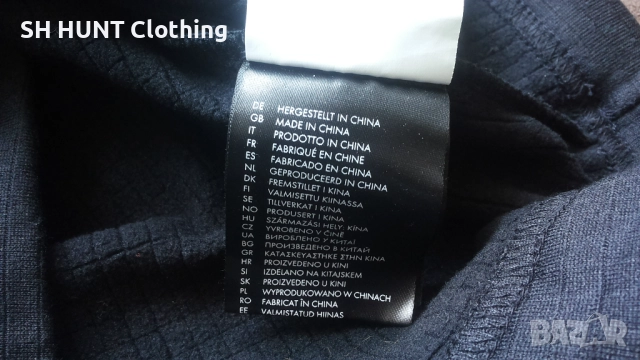 SH HUNT Clothing
DE HERGESTELLT IN CHINA
GB MADE IN CHINA
IT PRODOTTO IN CHINA
FR FABRIQUÉ EN CHINE
ES FABRICADO EN CHINA
NL GEPRODUCEERD IN CHINA
DK FREMSTILLET I KINA
FI VALMISETTU KIINASSA
SE TILLVERKAT I KINA
NO PRODUSERT I KINA
HU SZÁRMAZÁSI HELY: KÍNA
CZ VYROBENO V ČÍNĚ
UA ВИРОБЛЕНО У КИТАЇ
BG ПРОИЗВЕДЕНО В КИТАЙ
GR ΚΑΤΑΣΚΕΥΑΣΤΗΚΕ ΣΤΗΝ ΚΙΝΑ
HR PROIZVEDENO U KINI
SI IZDELANO NA KITAJSKEM
SK PROIZVEDENO U KINI
PL WYPRODUKOWANO W CHINACH
RO FABRICAT ÎN CHINA
EE VALMISTATUD HIINAS
BAZAR